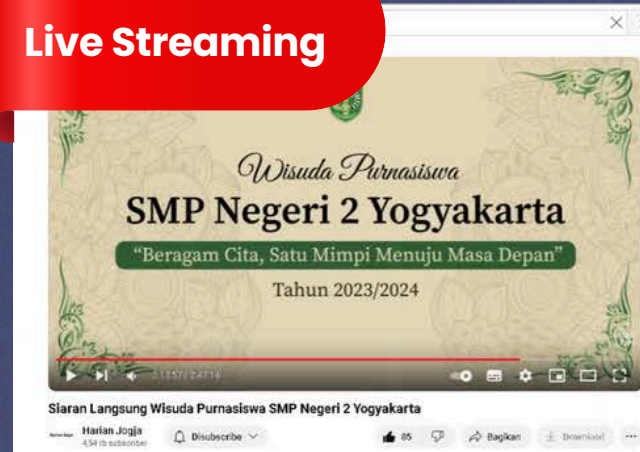 Live Streaming
Wisuda Purnasiswa
SMP Negeri 2 Yogyakarta
“Beragam Cita, Satu Mimpi Menuju Masa Depan”
Tahun 2023/2024
Siaran Langsung Wisuda Purnasiswa SMP Negeri 2 Yogyakarta
Harian Jogja
4,54 rb subscriber
Disubscribe
85
Bagikan
Download